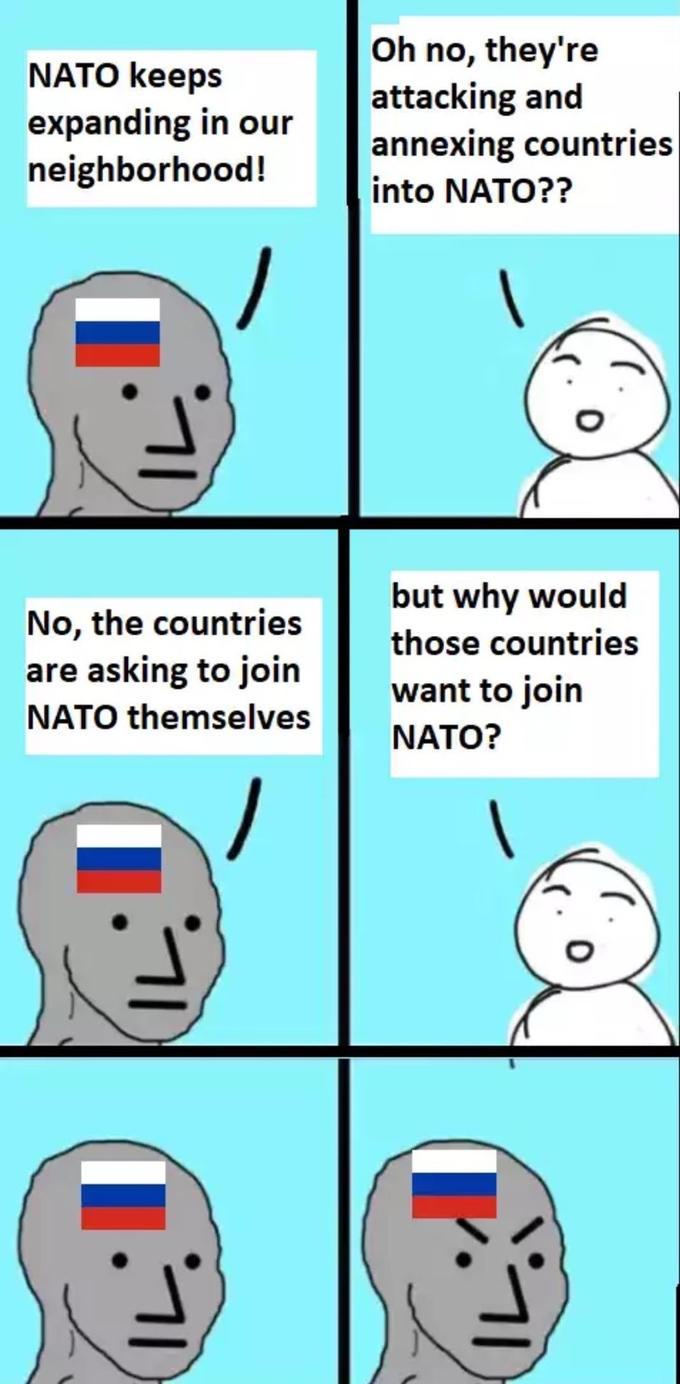 NATO keeps
expanding in our
neighborhood!
Oh no, they're
attacking and
annexing countries
into NATO??
No, the countries
are asking to join
NATO themselves
but why would
those countries
want to join
NATO?